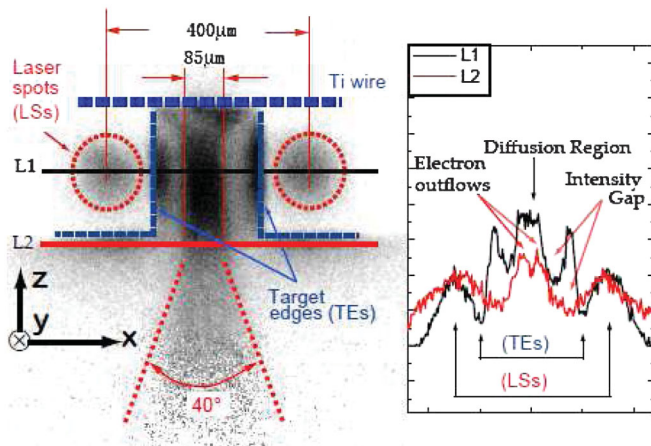 400μm
85μm
Laser
spots
(LSs)
Ti wire
L1
L2
Z
y
x
Target
edges (TEs)
40°
L1
L2
Diffusion Region
Electron
outflows
Intensity
Gap
(TEs)
(LSs)